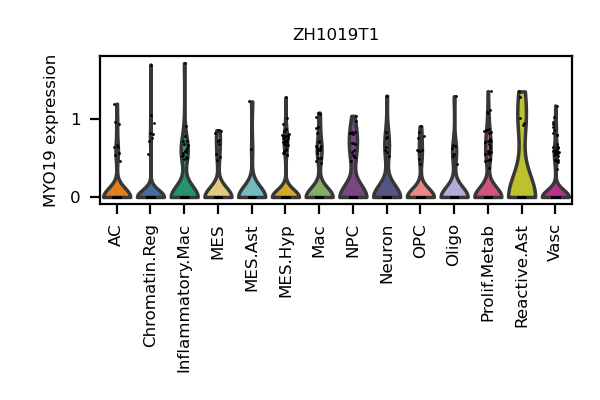 ZH1019T1
MYO19 expression
1
0
AC
Chromatin.Reg
Inflammatory.Mac
MES
MES.Ast
MES.Hyp
Mac
NPC
Neuron
OPC
Oligo
Prolif.Metab
Reactive.Ast
Vasc